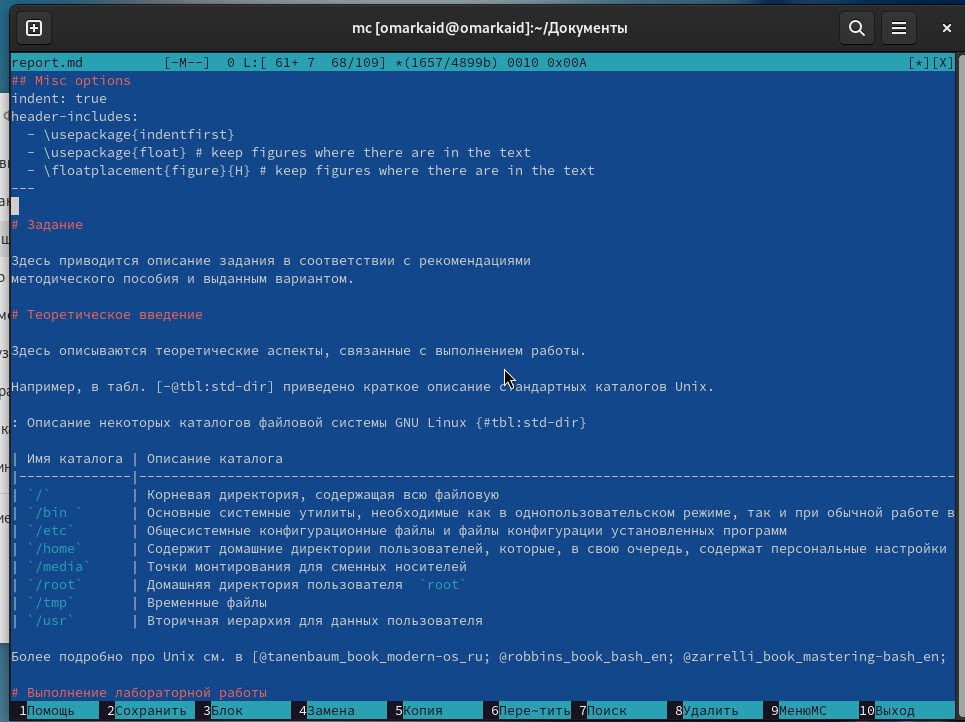 mc [omarkaid@omarkaid]:~/Документы
report.md [-M--] 0 L:[ 61+ 7 68/109] *(1657/4899b) 0010 0x00A [*][X]
## Misc options
indent: true
header-includes:
  - \usepackage{indentfirst}
  - \usepackage{float} # keep figures where there are in the text
  - \floatplacement{figure}{H} # keep figures where there are in the text
---
# Задание
Здесь приводится описание задания в соответствии с рекомендациями
методического пособия и выданным вариантом.
# Теоретическое введение
Здесь описываются теоретические аспекты, связанные с выполнением работы.
Например, в табл. [-@tbl:std-dir] приведено краткое описание стандартных каталогов Unix.
: Описание некоторых каталогов файловой системы GNU Linux {#tbl:std-dir}
| Имя каталога | Описание каталога
|--------------|------------------------------------------------------------------------------------------------------
| `/`          | Корневая директория, содержащая всю файловую
| `/bin `      | Основные системные утилиты, необходимые как в однопользовательском режиме, так и при обычной работе в
| `/etc`       | Общесистемные конфигурационные файлы и файлы конфигурации установленных программ
| `/home`      | Содержит домашние директории пользователей, которые, в свою очередь, содержат персональные настройки
| `/media`     | Точки монтирования для сменных носителей
| `/root`      | Домашняя директория пользователя  `root`
| `/tmp`       | Временные файлы
| `/usr`       | Вторичная иерархия для данных пользователя
Более подробно про Unix см. в [@tanenbaum_book_modern-os_ru; @robbins_book_bash_en; @zarrelli_book_mastering-bash_en;
# Выполнение лабораторной работы
1Помощь 2Сохранить 3Блок 4Замена 5Копия 6Пере~тить 7Поиск 8Удалить 9МенюMC 10Выход